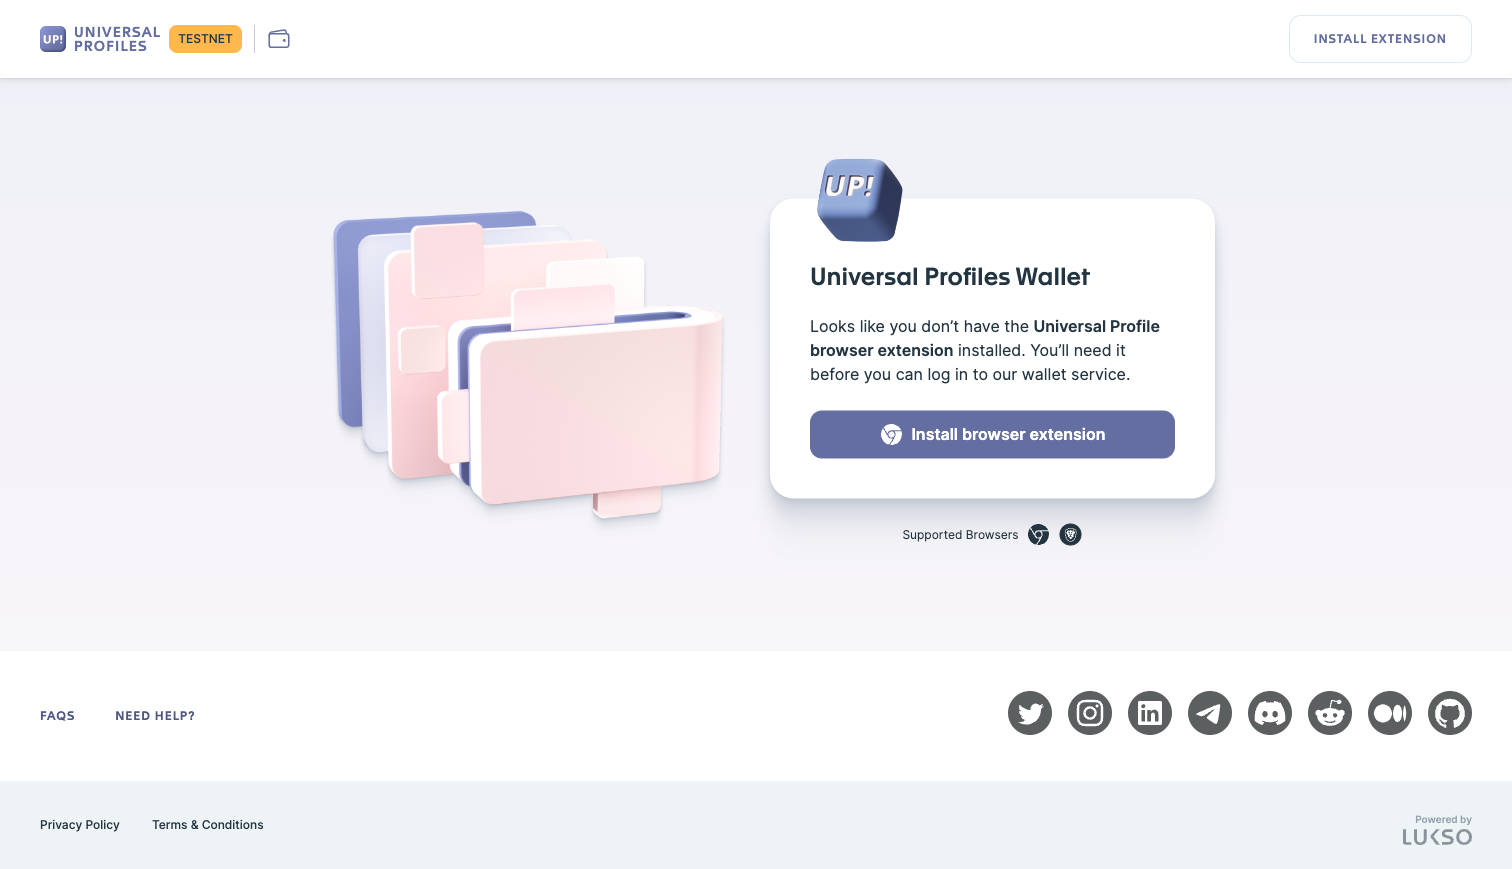 UP!
UNIVERSAL
PROFILES
TESTNET
INSTALL EXTENSION
UP!
Universal Profiles Wallet
Looks like you don’t have the Universal Profile
browser extension installed. You’ll need it
before you can log in to our wallet service.
Install browser extension
Supported Browsers
FAQS
NEED HELP?
in
Privacy Policy
Terms & Conditions
Powered by
LUKSO